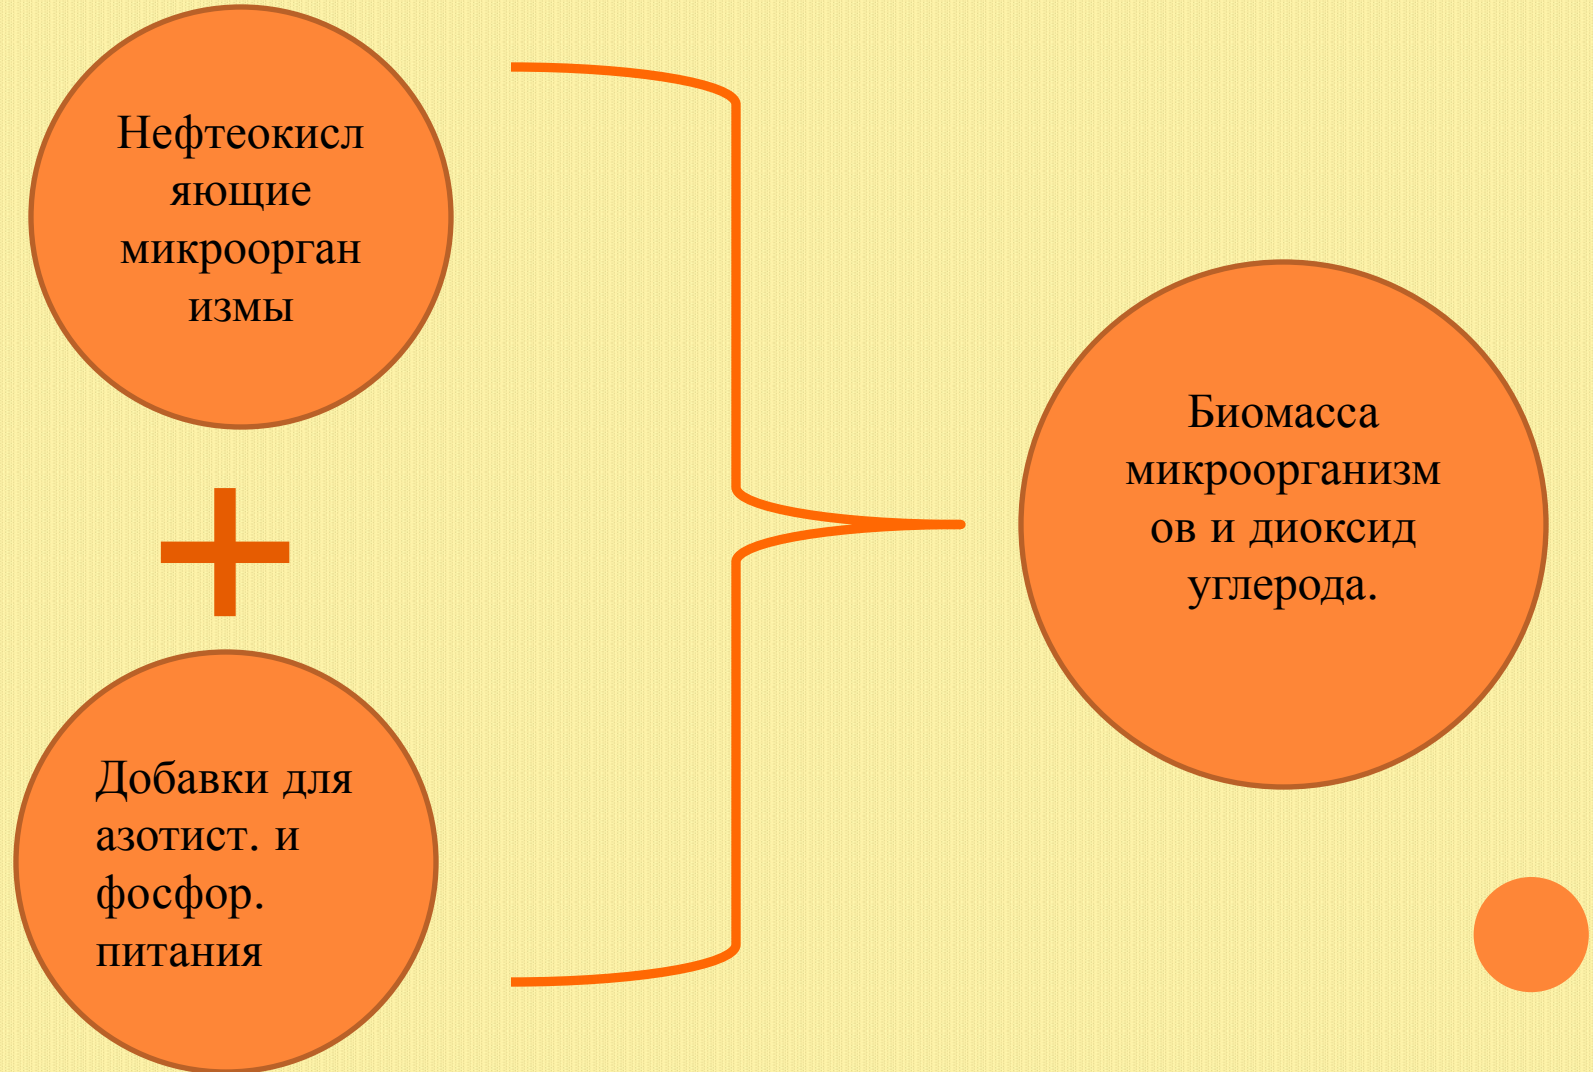 Нефтеокисл
яющие
микроорган
измы
Добавки для
азотист. и
фосфор.
питания
Биомасса
микроорганизм
ов и диоксид
углерода.